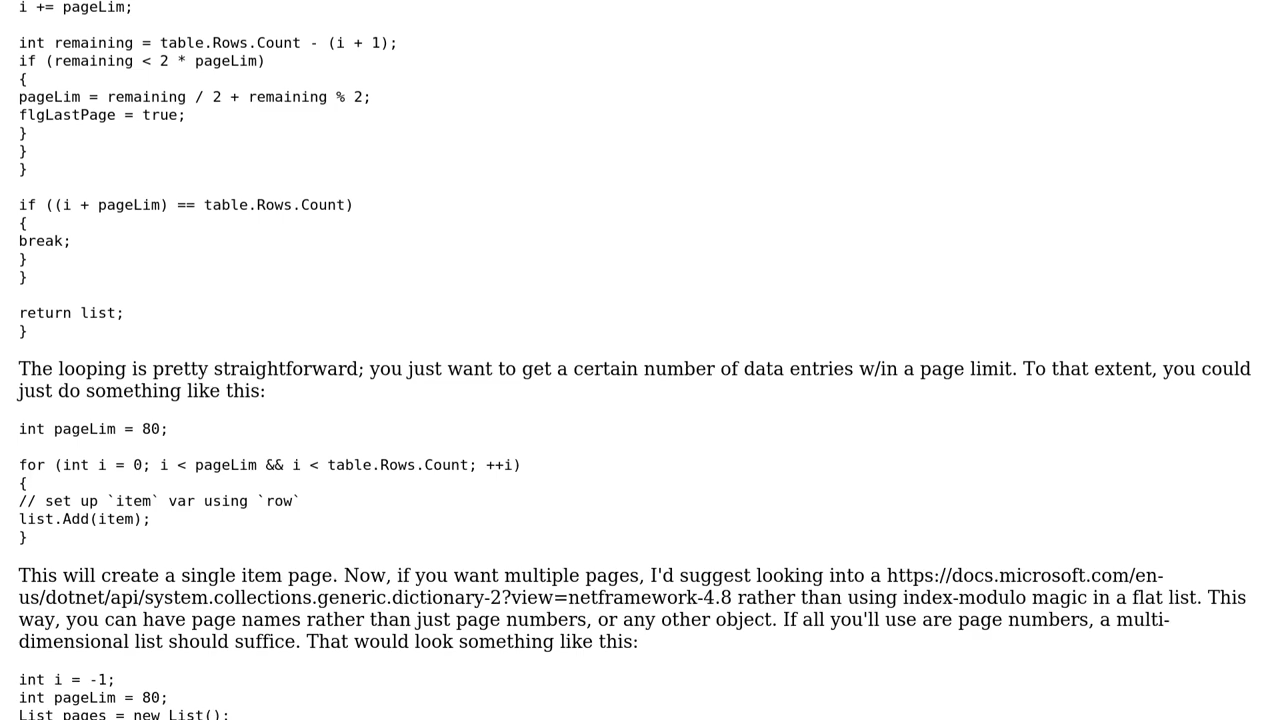 i += pageLim;
int remaining = table.Rows.Count - (i + 1);
if (remaining < 2 * pageLim)
{
pageLim = remaining / 2 + remaining % 2;
flgLastPage = true;
}
}
}
if ((i + pageLim) == table.Rows.Count)
{
break;
}
}
return list;
}
The looping is pretty straightforward; you just want to get a certain number of data entries w/in a page limit. To that extent, you could
just do something like this:
int pageLim = 80;
for (int i = 0; i < pageLim && i < table.Rows.Count; ++i)
{
// set up `item` var using `row`
list.Add(item);
}
This will create a single item page. Now, if you want multiple pages, I'd suggest looking into a https://docs.microsoft.com/en-
us/dotnet/api/system.collections.generic.dictionary-2?view=netframework-4.8 rather than using index-modulo magic in a flat list. This
way, you can have page names rather than just page numbers, or any other object. If all you'll use are page numbers, a multi-
dimensional list should suffice. That would look something like this:
int i = -1;
int pageLim = 80;
List pages = new List();